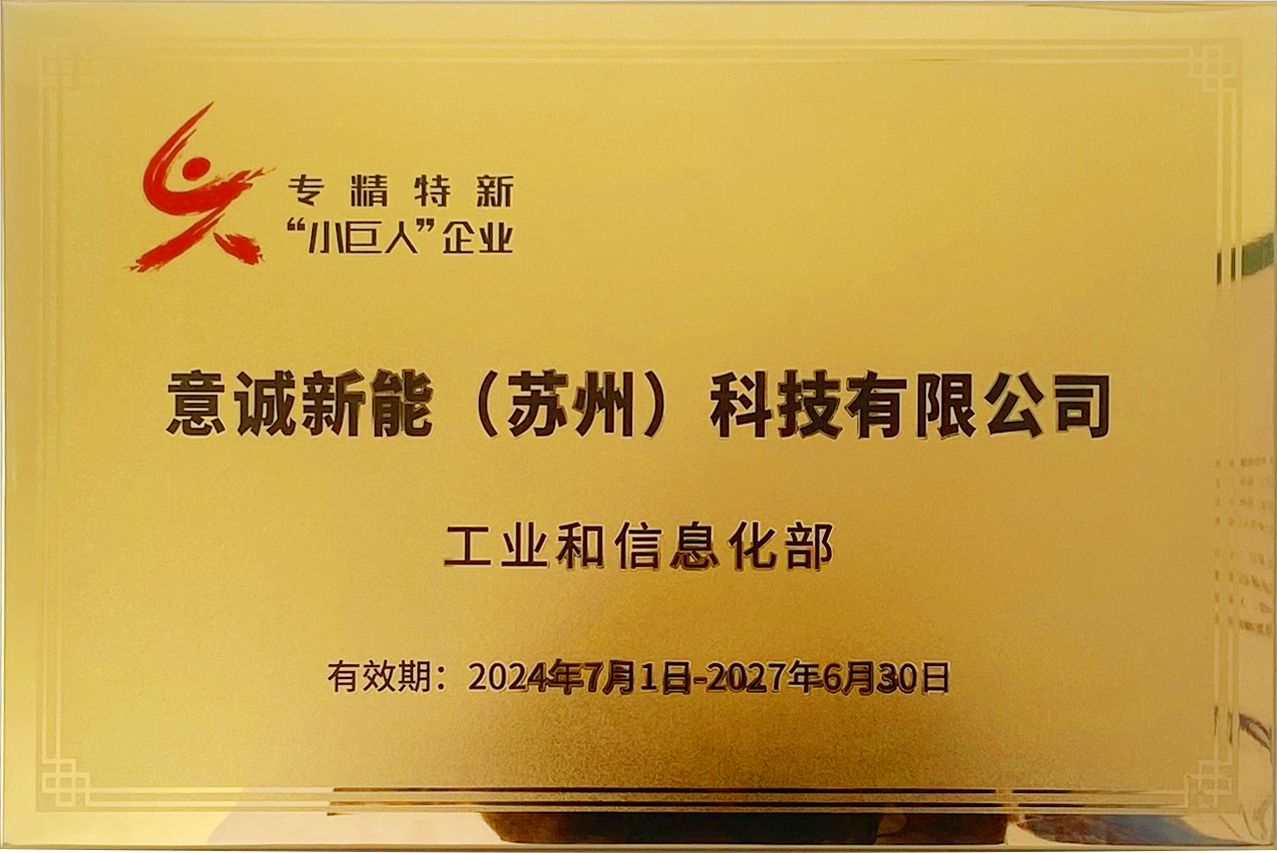 专精特新
“小巨人”企业
意诚新能（苏州）科技有限公司
工业和信息化部
有效期：2024年7月1日-2027年6月30日